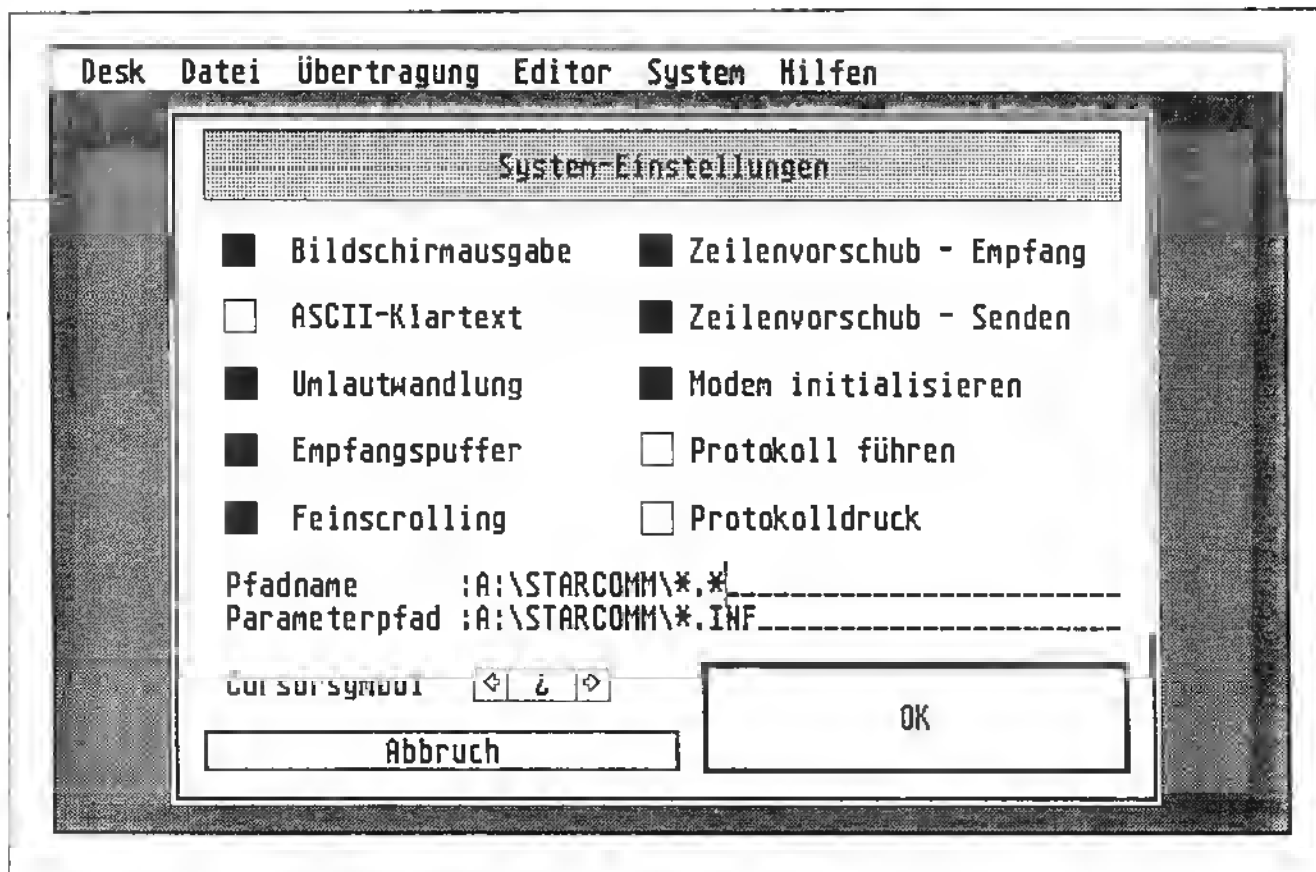 Desk Datei Übertragung Editor System Hilfen
System-Einstellungen
Bildschirmausgabe Zeilenvorschub - Empfang
ASCII-Klartext Zeilenvorschub - Senden
Umlautwandlung Modem initialisieren
Empfangspuffer Protokoll führen
Feinscrolling Protokolldruck
Pfadname :A:\STARCOMM\*.*
Parameterpfad :A:\STARCOMM\*.INF
Cursorsymbol ¿
OK
Abbruch